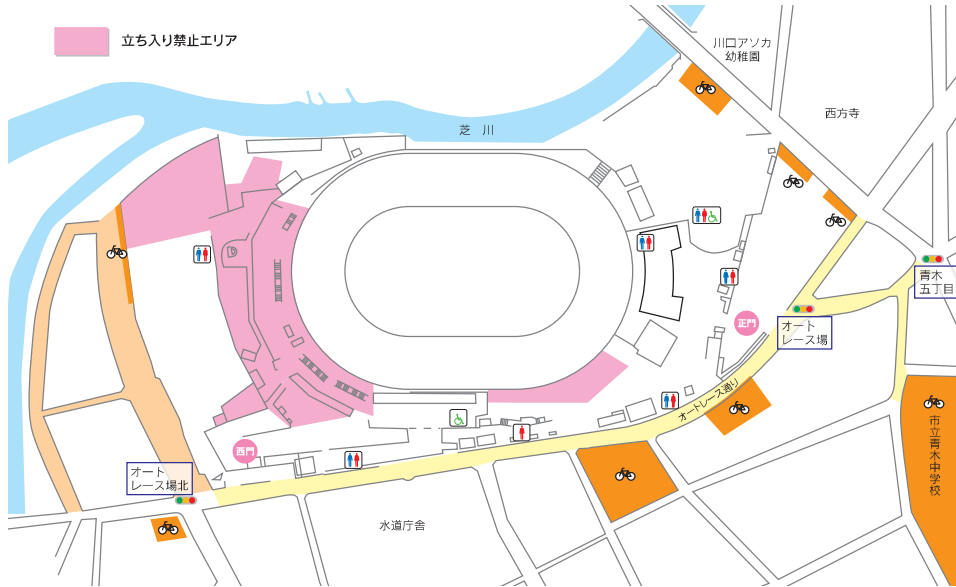 立ち入り禁止エリア
川口アソカ
幼稚園
西方寺
芝 川
青木
五丁目
正門
オート
レース場
オートレース通り
市立青木中学校
西門
オート
レース場北
水道庁舎